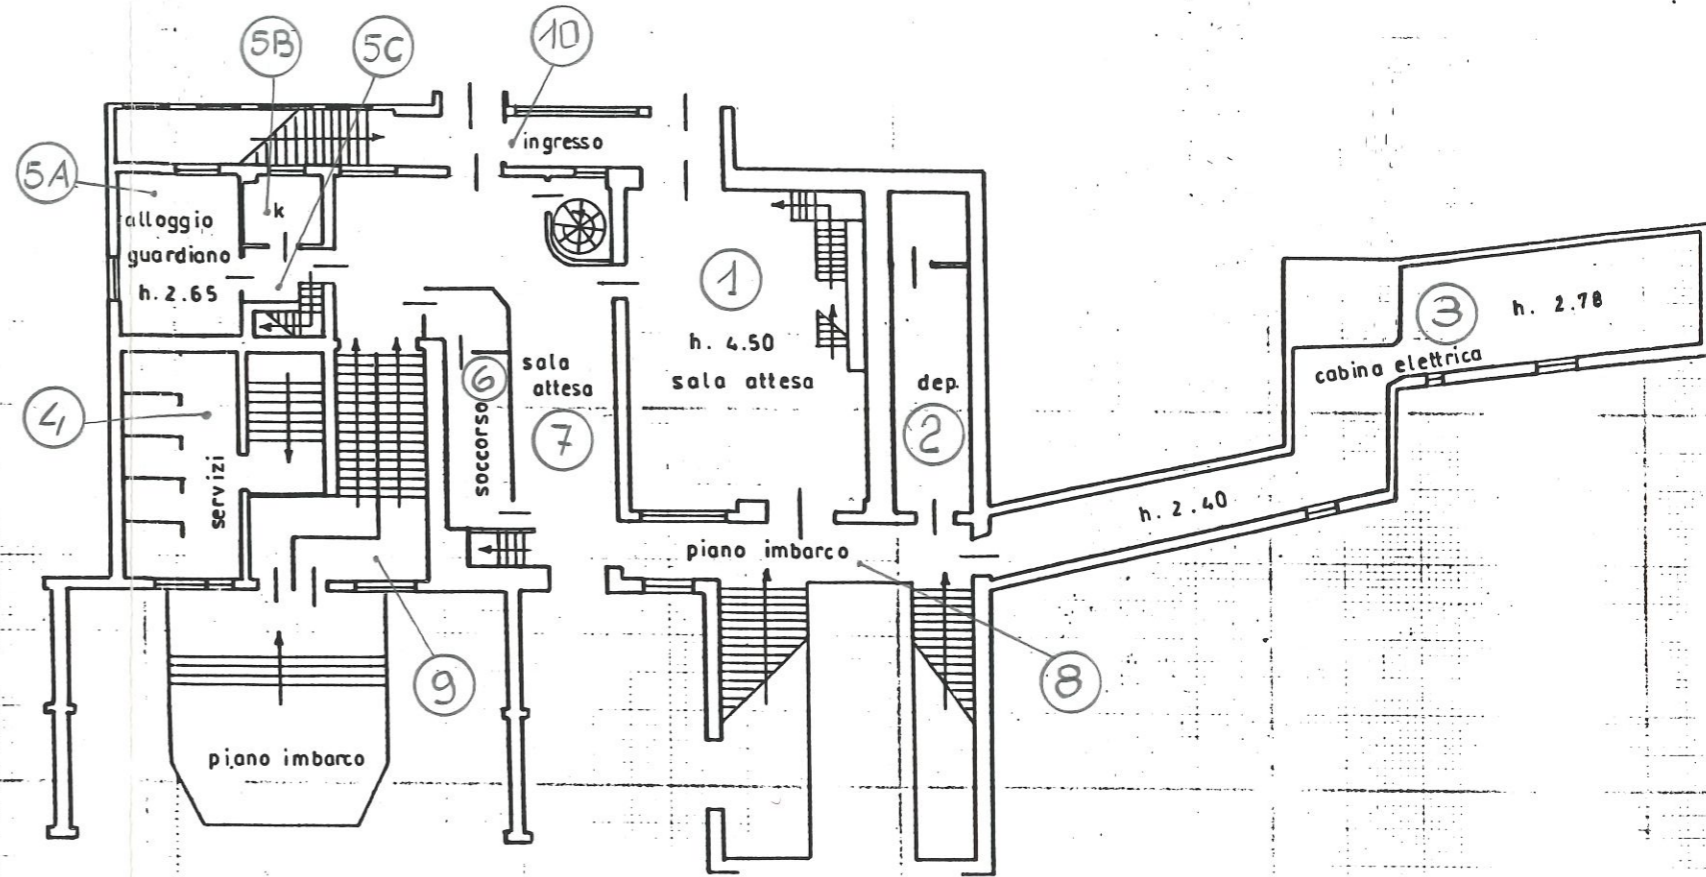 5B
5C
10
ingresso
5A
alloggio
guardiano
h. 2.65
k
1
h. 4.50
sala attesa
3
h. 2.78
cabina elettrica
6
soccorso
sala
attesa
7
dep.
2
4
servizi
h. 2.40
piano imbarco
9
8
piano imbarco